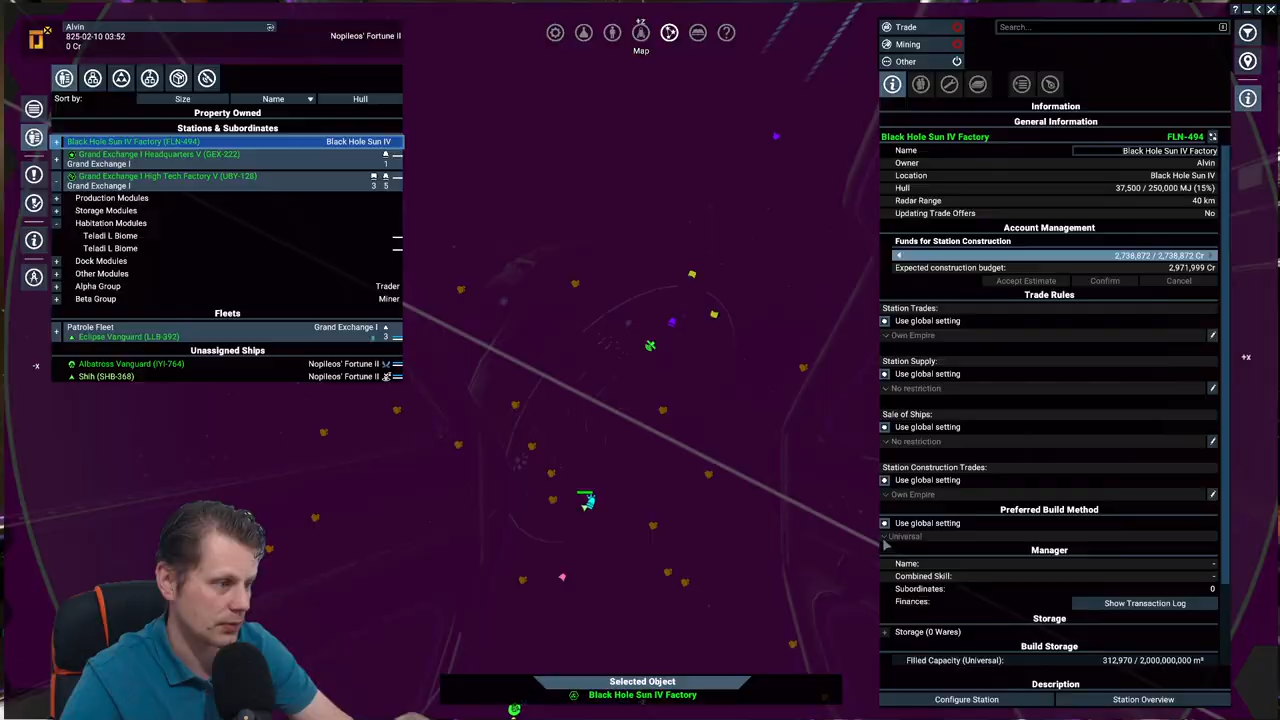 Alvin
825-02-10 03:52
0 Cr
Nopileos' Fortune II
+Z
Map
Sort by:
Size
Name
Hull
Property Owned
Stations & Subordinates
Black Hole Sun IV Factory (FLN-494)
Black Hole Sun IV
Grand Exchange I Headquarters V (GEX-222)
Grand Exchange I
1
Grand Exchange I High Tech Factory V (UBY-128)
Grand Exchange I
3 5
Production Modules
Storage Modules
Habitation Modules
Teladi L Biome
Teladi L Biome
Dock Modules
Other Modules
Alpha Group
Trader
Beta Group
Miner
Fleets
Patrole Fleet
Grand Exchange I
Eclipse Vanguard (LLB-392)
3
Unassigned Ships
Albatross Vanguard (IYI-764)
Nopileos' Fortune II
Shih (SHB-368)
Nopileos' Fortune II
-X
+X
Selected Object
Black Hole Sun IV Factory
Trade
Mining
Other
Search...
Information
General Information
Black Hole Sun IV Factory
FLN-494
Name
Black Hole Sun IV Factory
Owner
Alvin
Location
Black Hole Sun IV
Hull
37,500 / 250,000 MJ (15%)
Radar Range
40 km
Updating Trade Offers
No
Account Management
Funds for Station Construction
2,738,872 / 2,738,872 Cr
Expected construction budget:
2,971,999 Cr
Accept Estimate
Confirm
Cancel
Trade Rules
Station Trades:
Use global setting
Own Empire
Station Supply:
Use global setting
No restriction
Sale of Ships:
Use global setting
No restriction
Station Construction Trades:
Use global setting
Own Empire
Preferred Build Method
Use global setting
Universal
Manager
Name:
-
Combined Skill:
-
Subordinates:
0
Finances:
Show Transaction Log
Storage
Storage (0 Wares)
Build Storage
Filled Capacity (Universal):
312,970 / 2,000,000,000 m³
Description
Configure Station
Station Overview